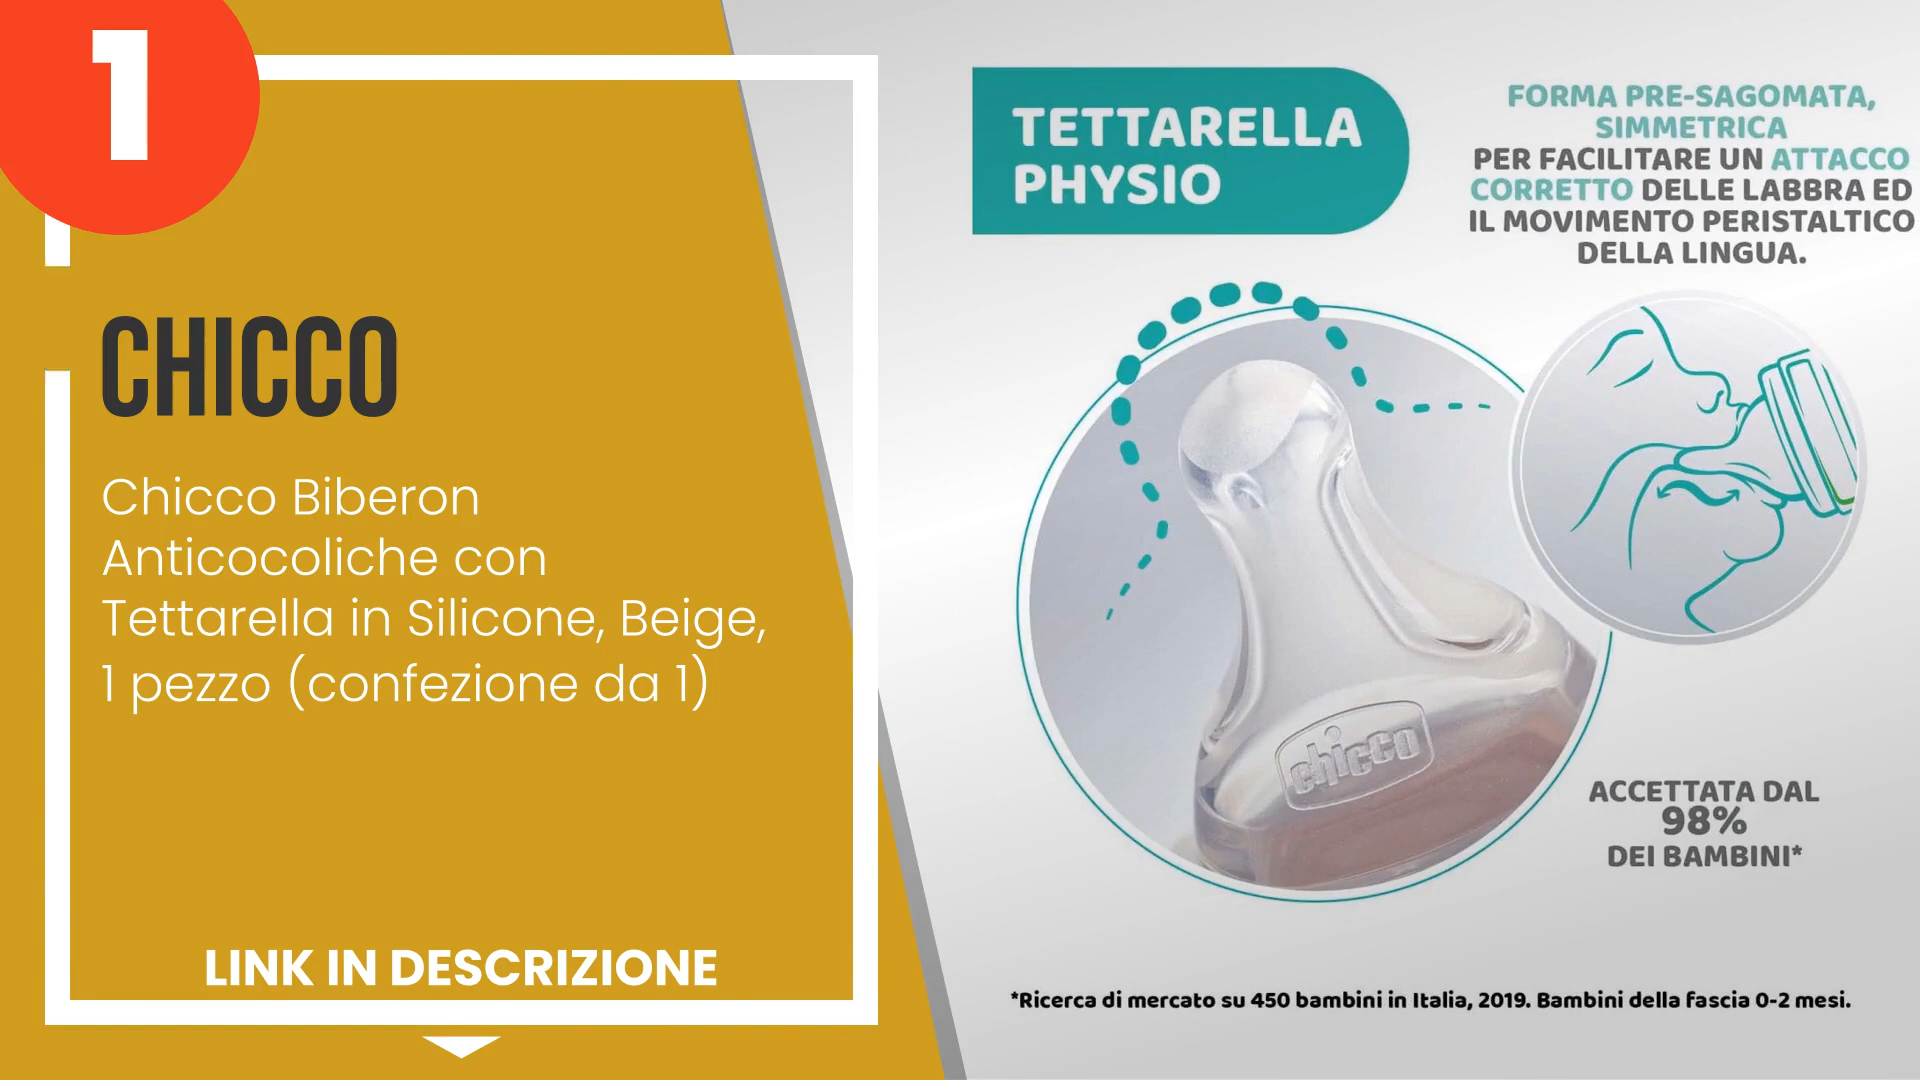 1
CHICCO
Chicco Biberon
Anticocoliche con
Tettarella in Silicone, Beige,
1 pezzo (confezione da 1)
LINK IN DESCRIZIONE
TETTARELLA
PHYSIO
FORMA PRE-SAGOMATA,
SIMMETRICA
PER FACILITARE UN ATTACCO
CORRETTO DELLE LABBRA ED
IL MOVIMENTO PERISTALTICO
DELLA LINGUA.
chicco
ACCETTATA DAL
98%
DEI BAMBINI*
*Ricerca di mercato su 450 bambini in Italia, 2019. Bambini della fascia 0-2 mesi.